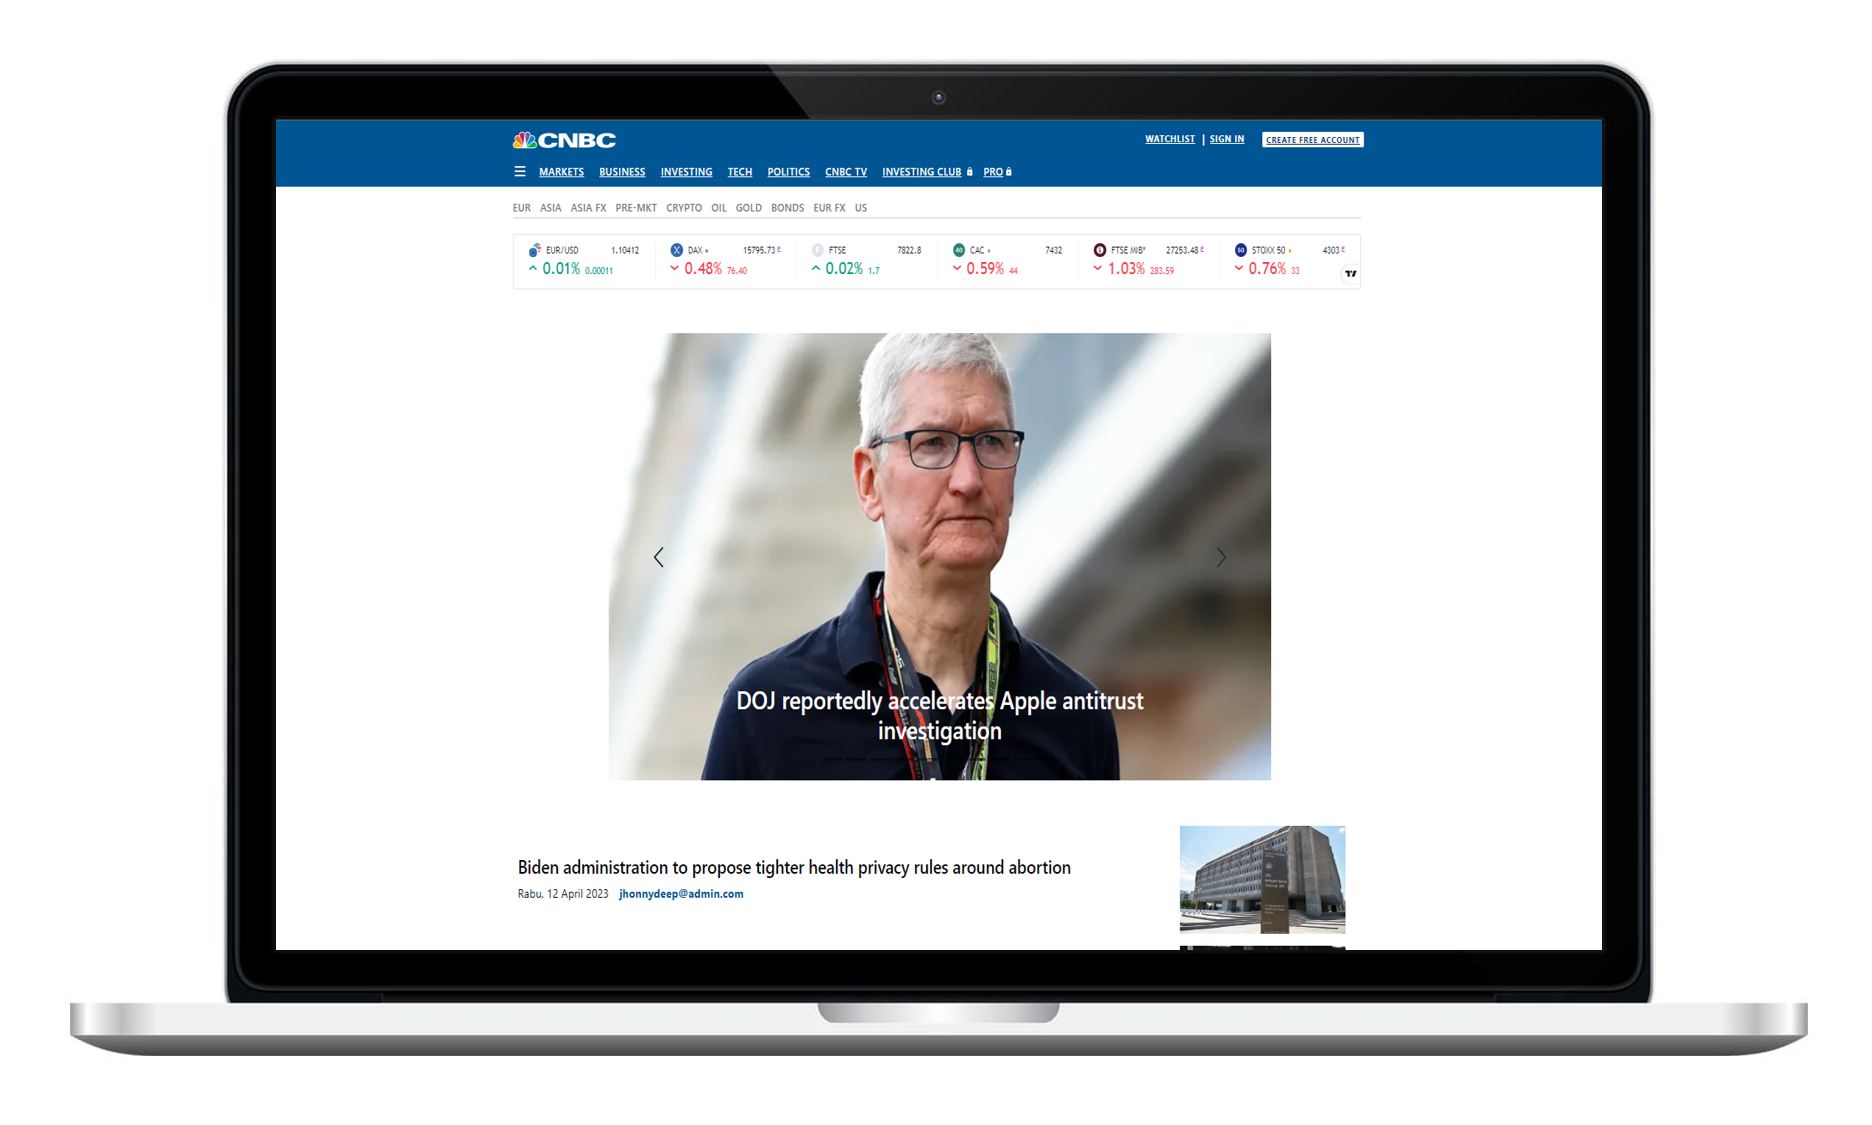 CNBC
WATCHLIST | SIGN IN CREATE FREE ACCOUNT
MARKETS BUSINESS INVESTING TECH POLITICS CNBC TV INVESTING CLUB PRO
EUR ASIA ASIA FX PRE-MKT CRYPTO OIL GOLD BONDS EUR FX US
EUR/USD 1.10412 DAX 15795.73 E FTSE 7822.8 CAC 7432 FTSE MIB* 27253.48 E STOXX 50 4303 E
0.01% 0.00011 0.48% 76.40 0.02% 1.7 0.59% 44 1.03% 283.59 0.76% 33
DOJ reportedly accelerates Apple antitrust
investigation
Biden administration to propose tighter health privacy rules around abortion
Rabu, 12 April 2023 jhonnydeep@admin.com